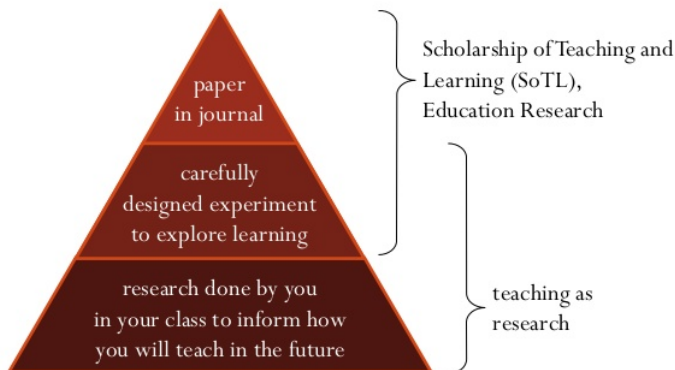 paper
in journal
carefully
designed experiment
to explore learning
research done by you
in your class to inform how
you will teach in the future
Scholarship of Teaching and
Learning (SoTL),
Education Research
teaching as
research